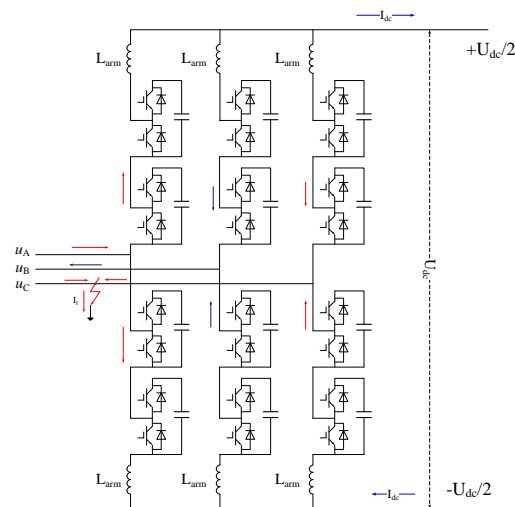 I_dc
+U_dc/2
L_arm L_arm L_arm
u_A
u_B
u_C
I_f
U_dc
L_arm L_arm L_arm
-U_dc/2
I_dc